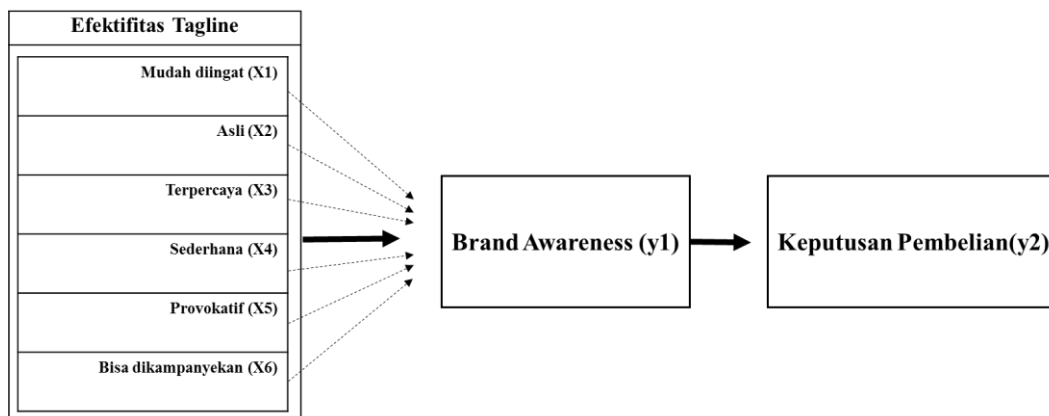 Efektifitas Tagline
Mudah diingat (X1)
Asli (X2)
Terpercaya (X3)
Sederhana (X4)
Provokatif (X5)
Bisa dikampanyekan (X6)
Brand Awareness (y1)
Keputusan Pembelian(y2)